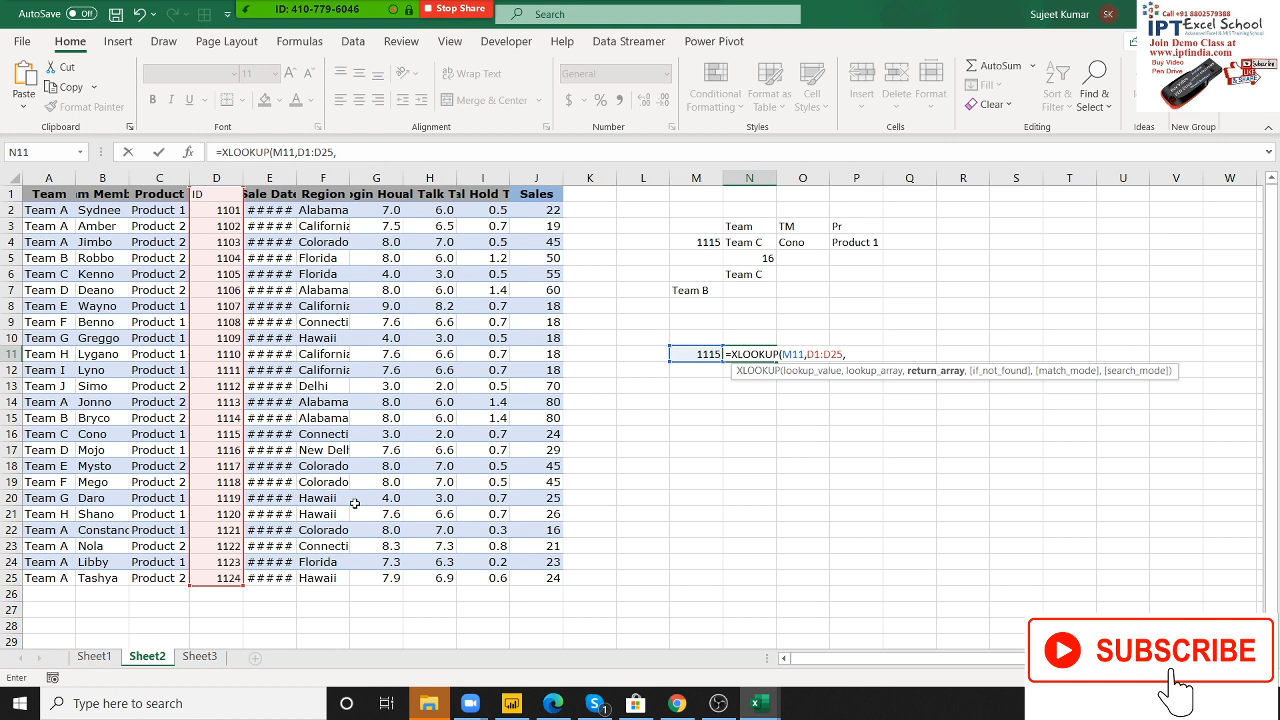 AutoSave Off
ID: 410-779-6046
Stop Share
Search
Sujeet Kumar SK
Call +91 8802579388
IPT Excel School
Advanced Excel & MIS Training School
Join Demo Class at
www.iptindia.com
Buy Video
Pen Drive
Subscribe
File Home Insert Draw Page Layout Formulas Data Review View Developer Help Data Streamer Power Pivot
Paste Cut Copy Format Painter
Wrap Text Merge & Center
General
Conditional Formatting Format as Table Cell Styles
Insert Delete Format
AutoSum Fill Clear Sort & Filter Find & Select
Clipboard Font Alignment Number Styles Cells Editing Ideas New Group
N11 =XLOOKUP(M11,D1:D25,
A B C D E F G H I J K L M N O P Q R S T U V W
1 Team m Memb Product ID Sale Date Region ogin Houa Talk T al Hold T Sales
2 Team A Sydnee Product 1 1101 ##### Alabama 7.0 6.0 0.5 22
3 Team A Amber Product 2 1102 ##### California 7.5 6.5 0.7 19 Team TM Pr
4 Team A Jimbo Product 2 1103 ##### Colorado 8.0 7.0 0.5 45 1115 Team C Cono Product 1
5 Team B Robbo Product 2 1104 ##### Florida 8.0 6.0 1.2 50 16
6 Team C Kenno Product 2 1105 ##### Florida 4.0 3.0 0.5 55 Team C
7 Team D Deano Product 2 1106 ##### Alabama 8.0 6.0 1.4 60 Team B
8 Team E Wayno Product 1 1107 ##### California 9.0 8.2 0.7 18
9 Team F Benno Product 1 1108 ##### Connecti 7.6 6.6 0.7 18
10 Team G Greggo Product 1 1109 ##### Hawaii 4.0 3.0 0.7 18
11 Team H Lygano Product 1 1110 ##### California 7.6 6.6 0.7 18 1115 =XLOOKUP(M11,D1:D25,
XLOOKUP(lookup_value, lookup_array, return_array, [if_not_found], [match_mode], [search_mode])
12 Team I Lyno Product 1 1111 ##### California 7.6 6.6 0.7 18
13 Team J Simo Product 2 1112 ##### Delhi 3.0 2.0 0.7 24
14 Team A Jonno Product 2 1113 ##### Alabama 8.0 6.0 1.4 80
15 Team B Bryco Product 2 1114 ##### Alabama 8.0 6.0 1.4 80
16 Team C Cono Product 1 1115 ##### Connecti 3.0 2.0 0.7 24
17 Team D Mojo Product 1 1116 ##### New Delh 7.6 6.6 0.7 29
18 Team E Mysto Product 2 1117 ##### Colorado 8.0 7.0 0.5 45
19 Team F Mego Product 2 1118 ##### Colorado 8.0 7.0 0.5 45
20 Team G Daro Product 1 1119 ##### Hawaii 4.0 3.0 0.7 25
21 Team H Shano Product 1 1120 ##### Hawaii 7.6 6.6 0.7 26
22 Team A Constanc Product 1 1121 ##### Colorado 8.0 7.0 0.3 16
23 Team A Nola Product 2 1122 ##### Connecti 8.3 7.3 0.8 21
24 Team A Libby Product 1 1123 ##### Florida 7.3 6.3 0.2 23
25 Team A Tashya Product 2 1124 ##### Hawaii 7.9 6.9 0.6 24
26
27
28
29
SUBSCRIBE
Sheet1 Sheet2 Sheet3
Enter
Type here to search